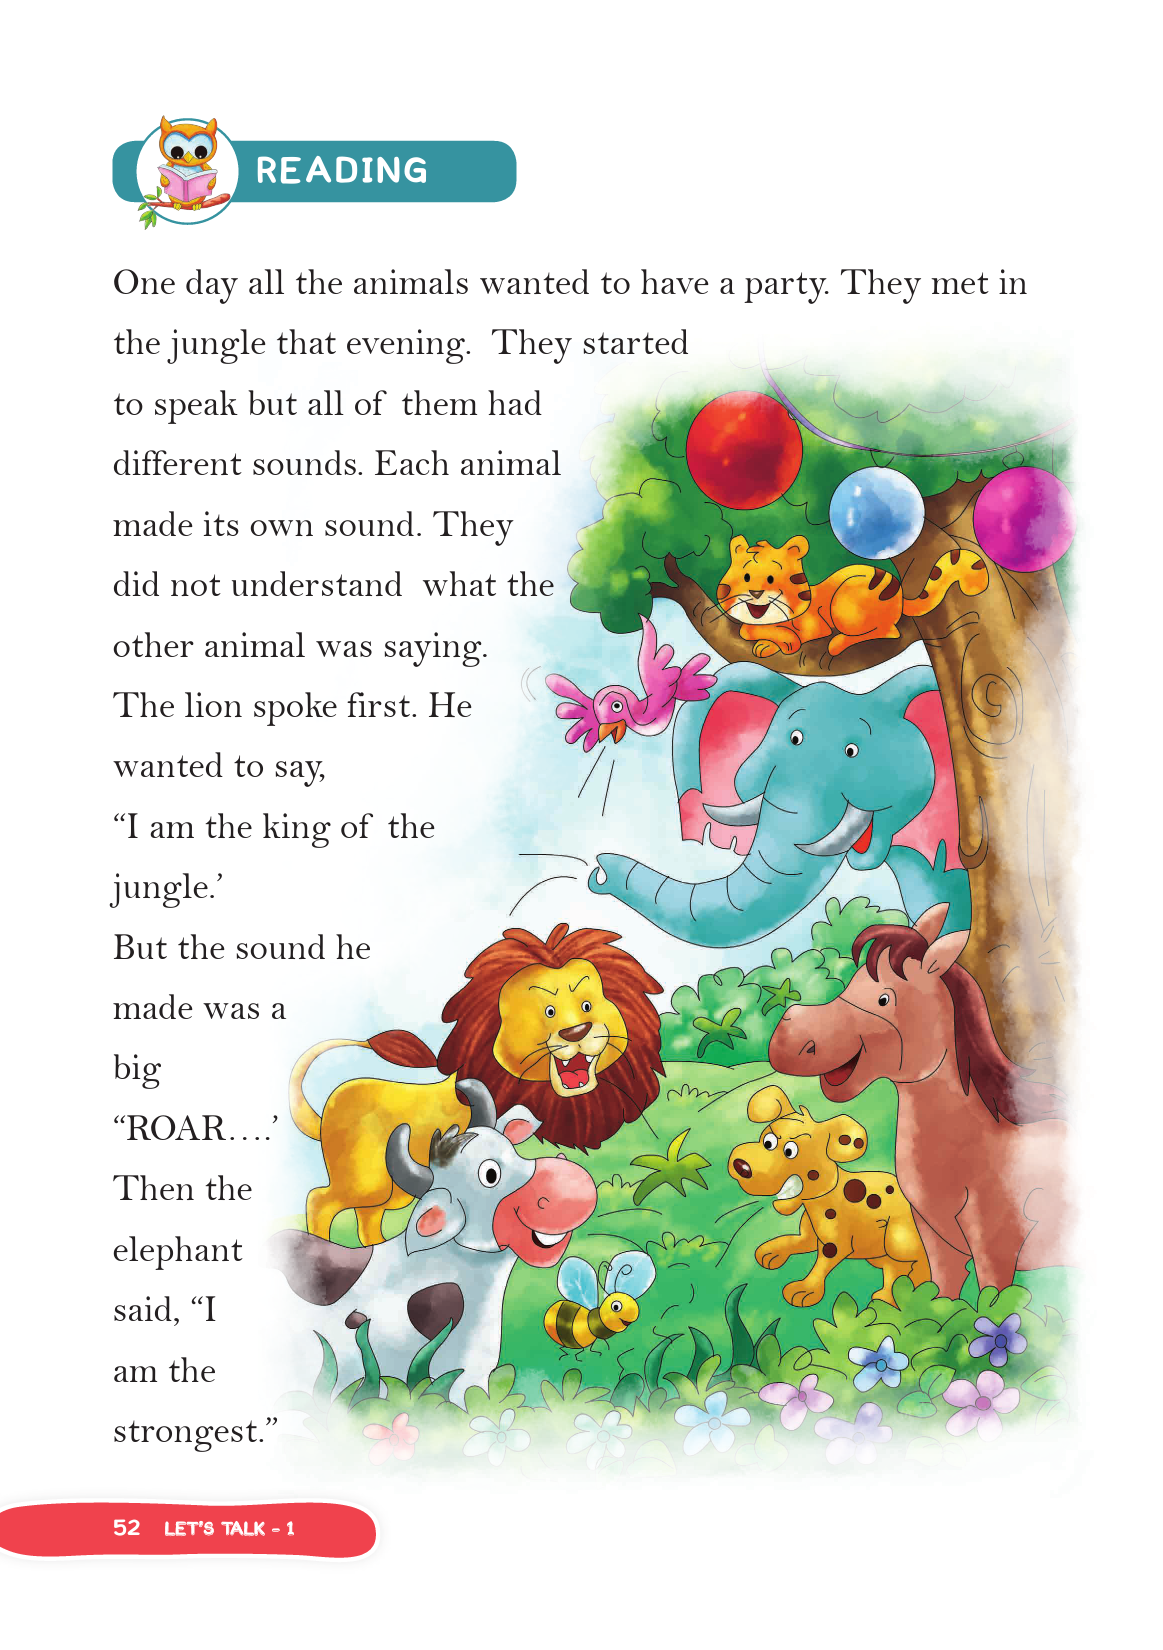 READING
One day all the animals wanted to have a party. They met in
the jungle that evening.  They started
to speak but all of  them had
different sounds. Each animal
made its own sound. They
did not understand  what the
other animal was saying.
The lion spoke first. He
wanted to say,
“I am the king of  the
jungle.’
But the sound he
made was a
big
“ROAR….’
Then the
elephant
said, “I
am the
strongest.”
52 LET'S TALK - 1